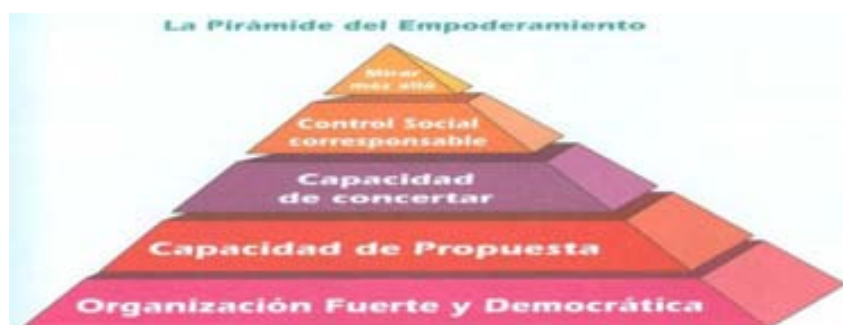 La Pirámide del Empoderamiento
Mirar
más allá
Control Social
corresponsable
Capacidad
de concertar
Capacidad de Propuesta
Organización Fuerte y Democrática